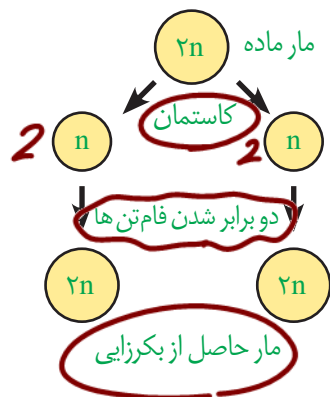 مار ماده
۲n
کاستمان
2 n
2 n
دو برابر شدن فام‌تن ها
۲n
۲n
مار حاصل از بکرزایی